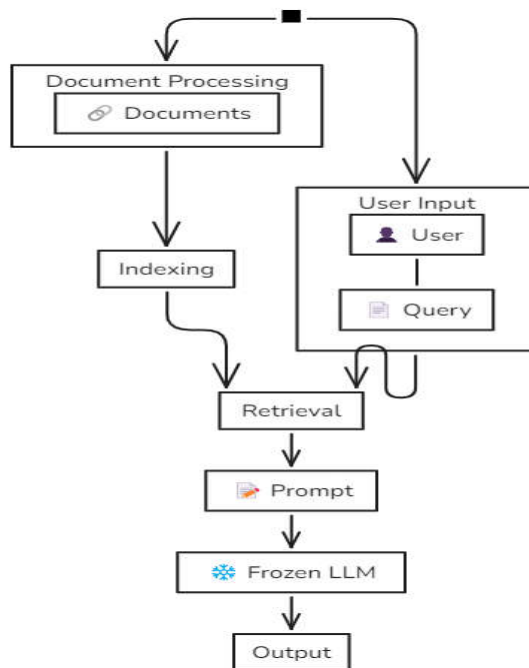 Document Processing
Documents
User Input
User
Indexing
Query
Retrieval
Prompt
Frozen LLM
Output